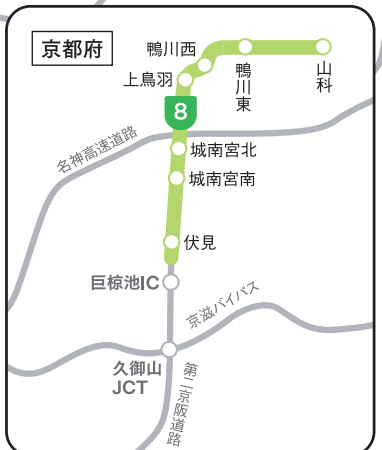 京都府
鴨川西
上鳥羽
鴨川東
山科
8
名神高速道路
城南宮北
城南宮南
伏見
巨椋池IC
京滋バイパス
久御山
JCT
第二京阪道路